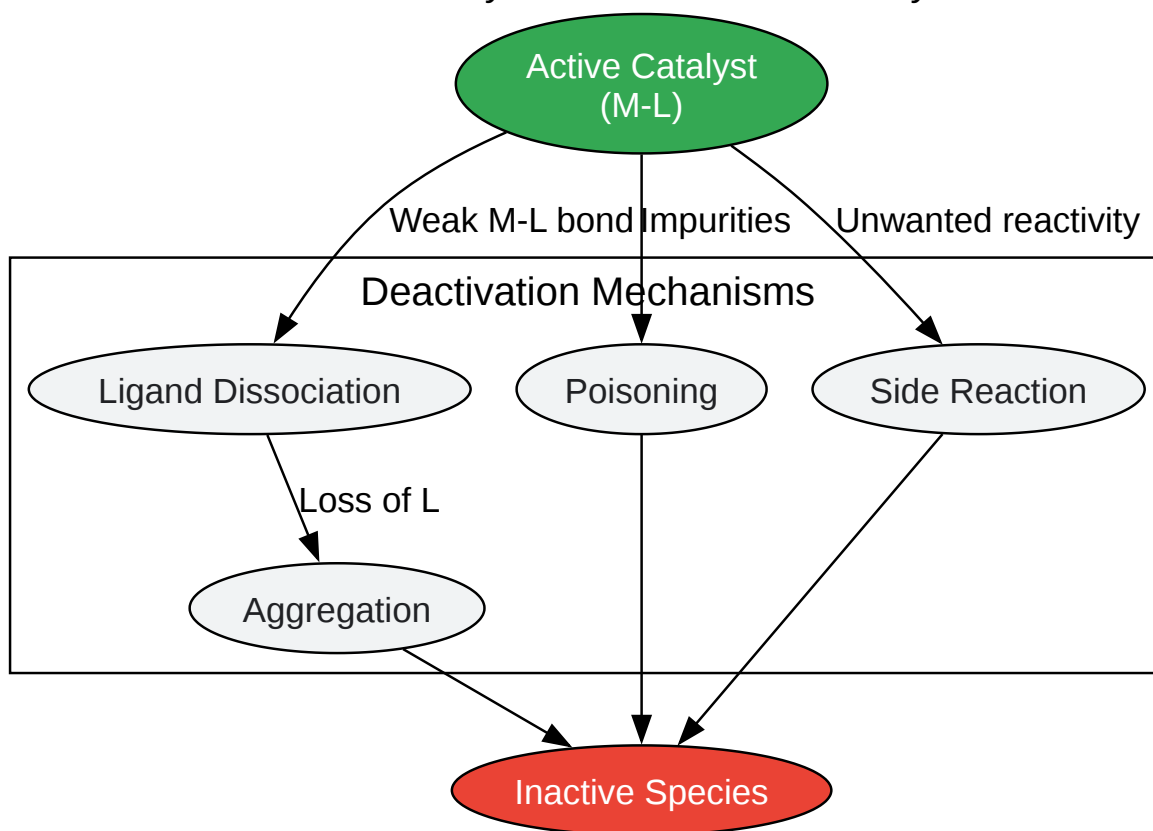 Active Catalyst
(M-L)
Weak M-L bond
Impurities
Unwanted reactivity
Deactivation Mechanisms
Ligand Dissociation
Poisoning
Side Reaction
Loss of L
Aggregation
Inactive Species